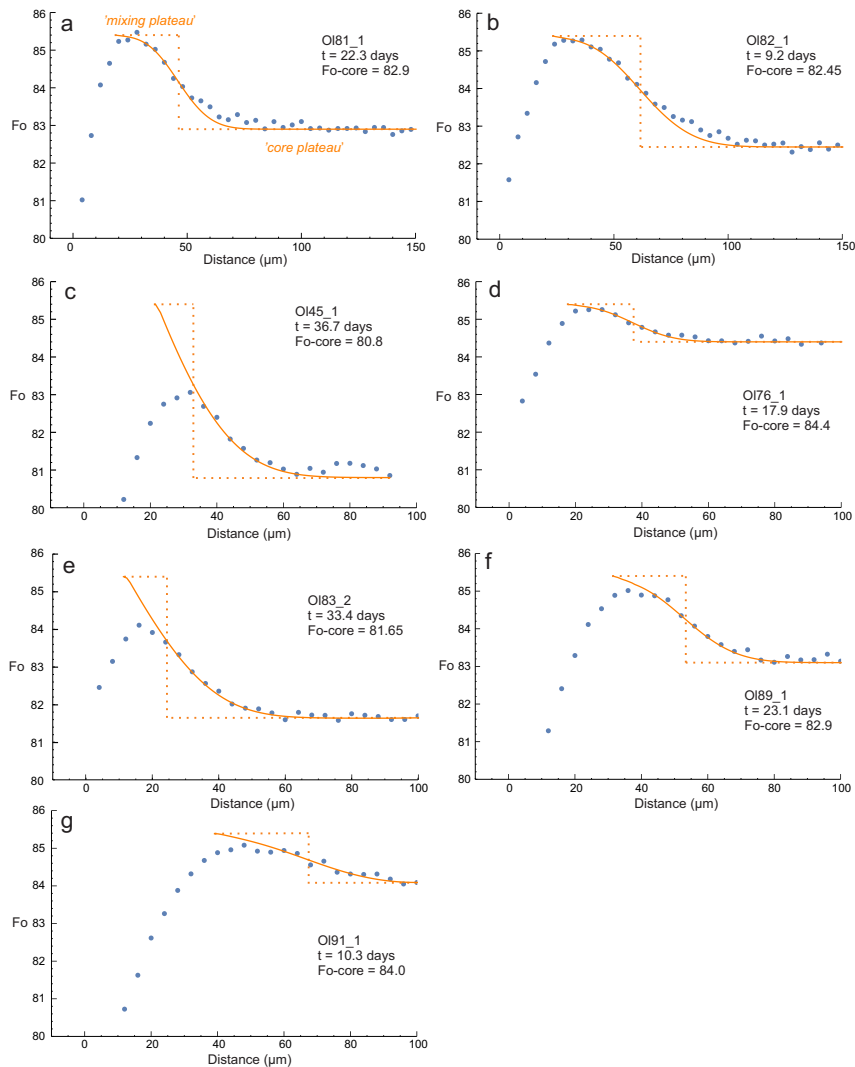 a
'mixing plateau'
Ol81_1
t = 22.3 days
Fo-core = 82.9
'core plateau'
86
85
84
Fo
83
82
81
80
0
50
100
150
Distance (µm)
b
Ol82_1
t = 9.2 days
Fo-core = 82.45
86
85
84
83
82
81
80
0
50
100
150
Distance (µm)
c
Ol45_1
t = 36.7 days
Fo-core = 80.8
86
85
84
Fo
83
82
81
80
0
20
40
60
80
100
Distance (µm)
d
Ol76_1
t = 17.9 days
Fo-core = 84.4
86
85
84
83
82
81
80
0
20
40
60
80
100
Distance (µm)
e
Ol83_2
t = 33.4 days
Fo-core = 81.65
86
85
84
Fo
83
82
81
80
0
20
40
60
80
100
Distance (µm)
f
Ol89_1
t = 23.1 days
Fo-core = 82.9
86
85
84
Fo
83
82
81
80
0
20
40
60
80
100
Distance (µm)
g
Ol91_1
t = 10.3 days
Fo-core = 84.0
86
85
84
Fo
83
82
81
80
0
20
40
60
80
100
Distance (µm)